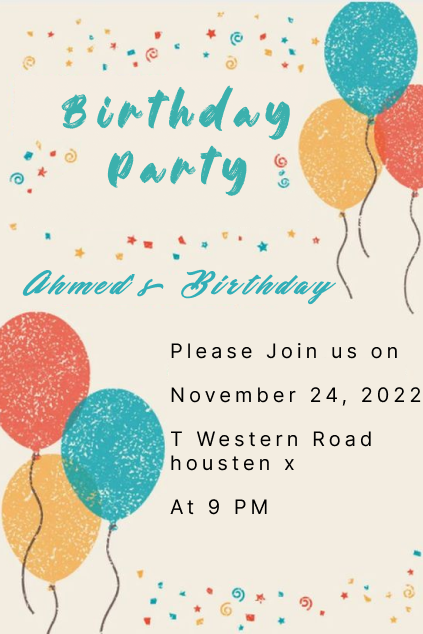 Birthday
Party
Ahmed's Birthday
Please Join us on
November 24, 2022
T Western Road
housten x
At 9 PM